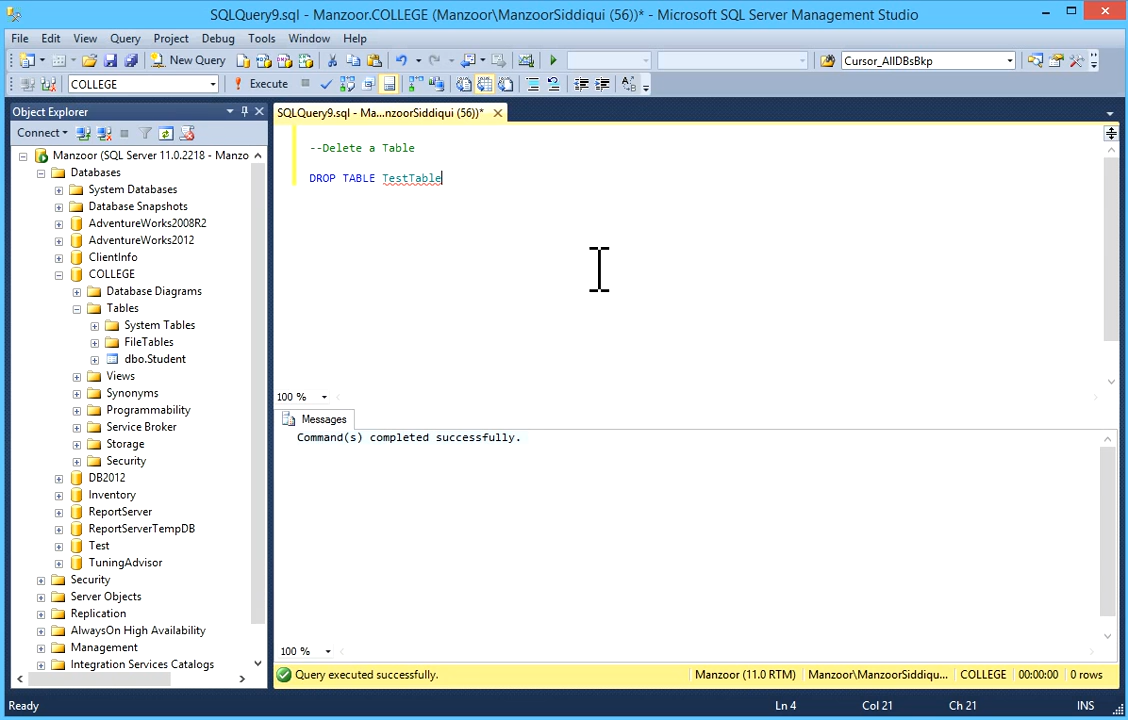 SQLQuery9.sql - Manzoor.COLLEGE (Manzoor\ManzoorSiddiqui (56))* - Microsoft SQL Server Management Studio
File Edit View Query Project Debug Tools Window Help
New Query Cursor_AllDBsBkp
COLLEGE Execute
Object Explorer
Connect
Manzoor (SQL Server 11.0.2218 - Manzo
Databases
System Databases
Database Snapshots
AdventureWorks2008R2
AdventureWorks2012
ClientInfo
COLLEGE
Database Diagrams
Tables
System Tables
FileTables
dbo.Student
Views
Synonyms
Programmability
Service Broker
Storage
Security
DB2012
Inventory
ReportServer
ReportServerTempDB
Test
TuningAdvisor
Security
Server Objects
Replication
AlwaysOn High Availability
Management
Integration Services Catalogs
SQLQuery9.sql - Ma...nzoorSiddiqui (56))*
--Delete a Table
DROP TABLE TestTable
100 %
Messages
Command(s) completed successfully.
100 %
Query executed successfully. Manzoor (11.0 RTM) Manzoor\ManzoorSiddiqu... COLLEGE 00:00:00 0 rows
Ready Ln 4 Col 21 Ch 21 INS